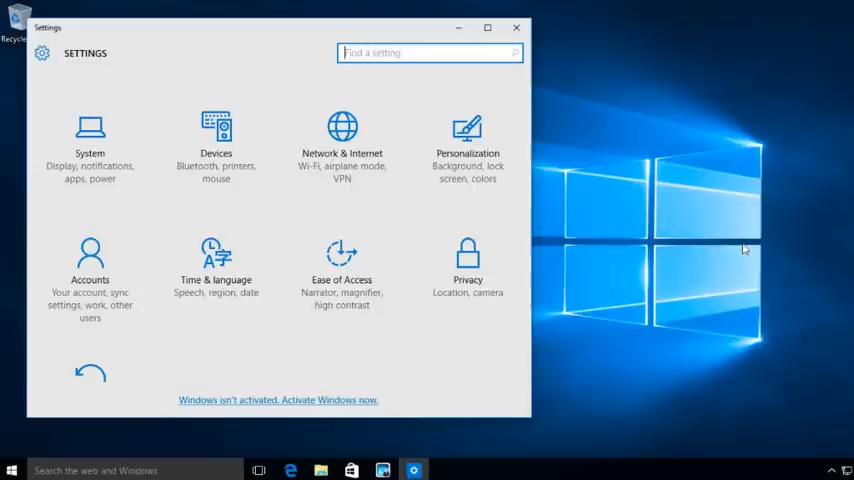 Recycle
Settings
SETTINGS
Find a setting
System
Display, notifications,
apps, power
Devices
Bluetooth, printers,
mouse
Network & Internet
Wi-Fi, airplane mode,
VPN
Personalization
Background, lock
screen, colors
Accounts
Your account, sync
settings, work, other
users
Time & language
Speech, region, date
Ease of Access
Narrator, magnifier,
high contrast
Privacy
Location, camera
Windows isn't activated. Activate Windows now.
Search the web and Windows